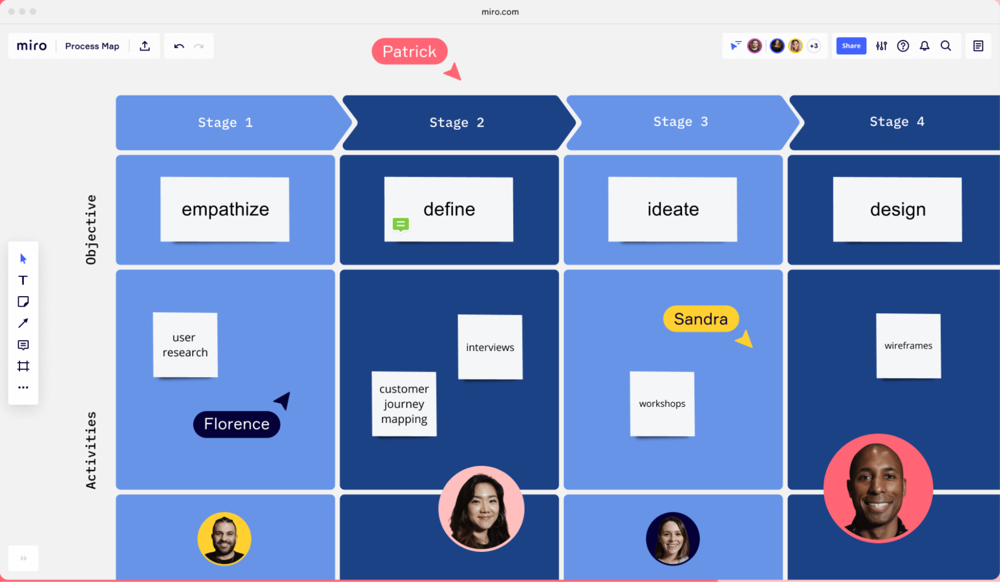 miro.com
miro
Process Map
Patrick
+3
Share
Stage 1
Stage 2
Stage 3
Stage 4
Objective
empathize
define
ideate
design
Activities
user
research
Florence
interviews
customer
journey
mapping
Sandra
workshops
wireframes